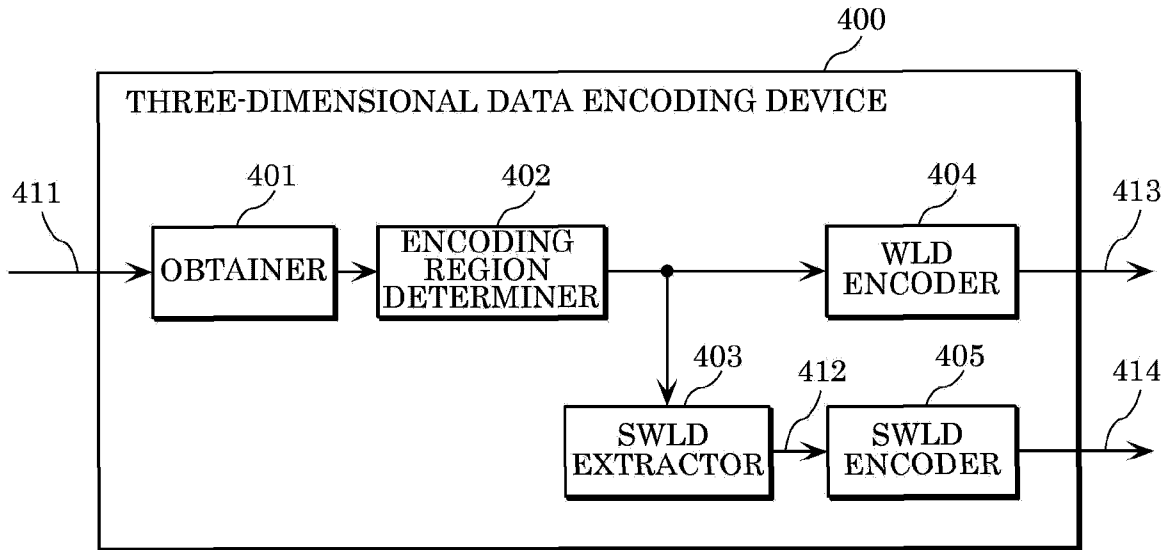 400
THREE-DIMENSIONAL DATA ENCODING DEVICE
411
401
402
404
413
OBTAINER
ENCODING
REGION
DETERMINER
WLD
ENCODER
403
412
405
414
SWLD
EXTRACTOR
SWLD
ENCODER